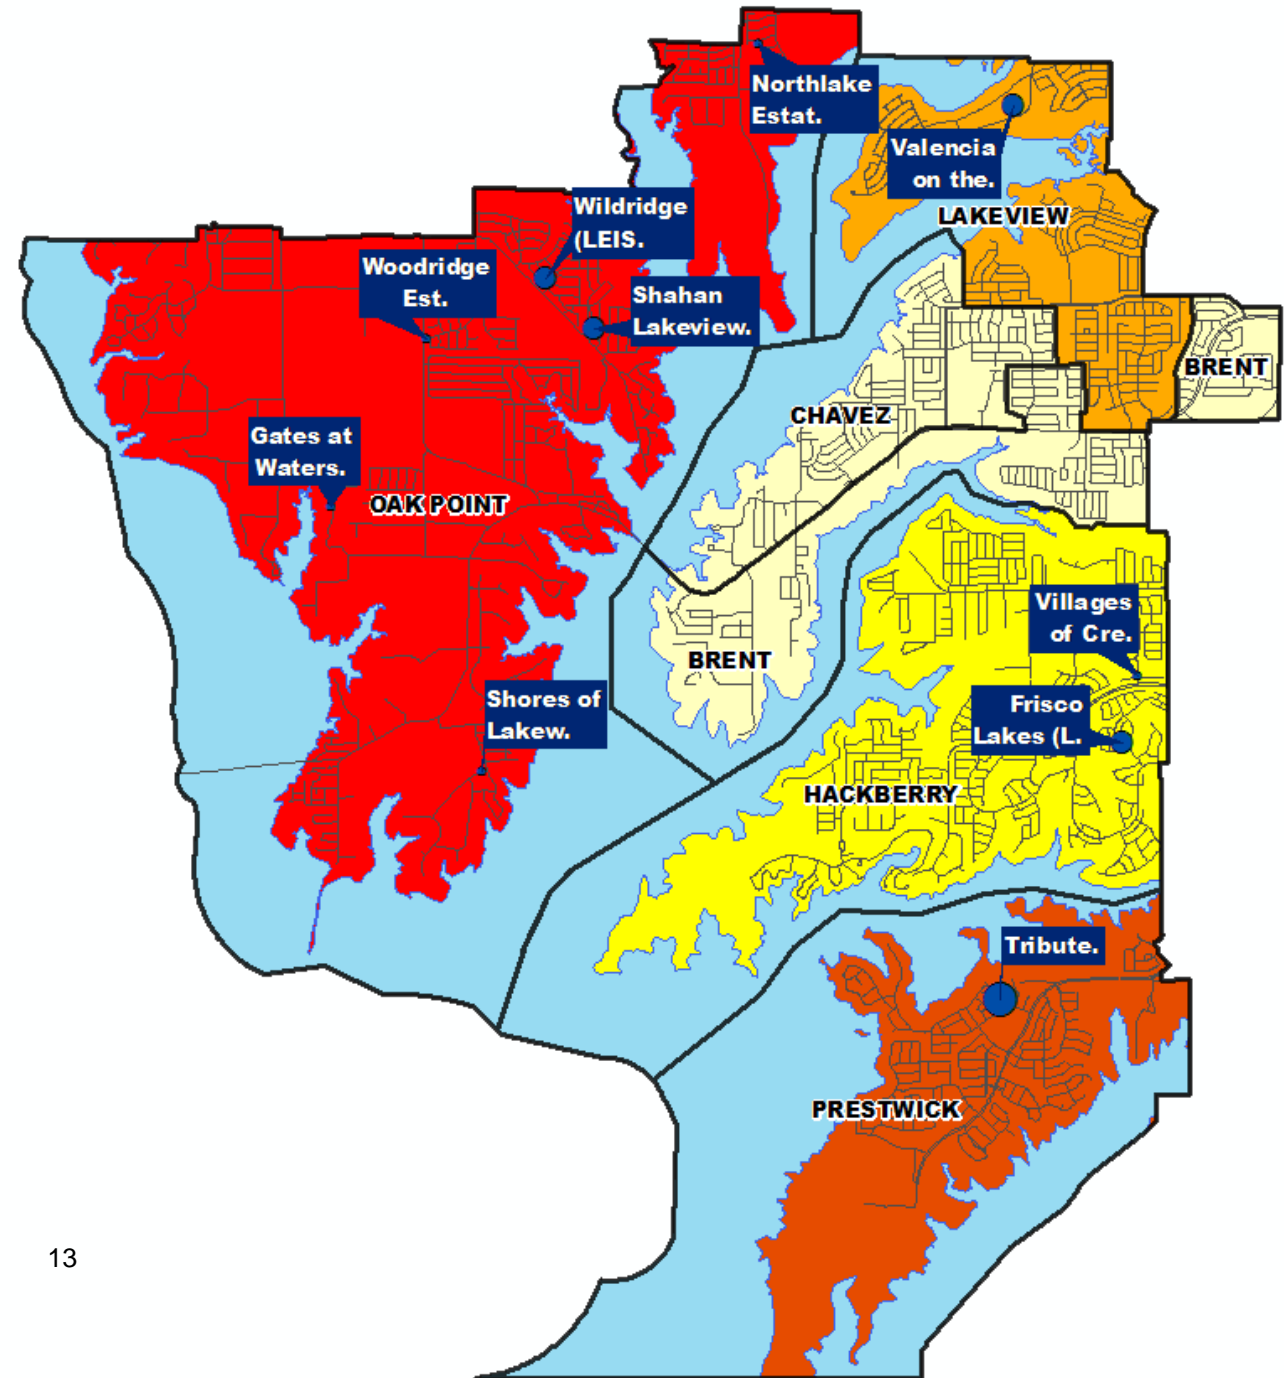 Northlake
Estat.
Valencia
on the.
LAKEVIEW
Wildridge
(LEIS.
Woodridge
Est.
Shahan
Lakeview.
BRENT
CHAVEZ
Gates at
Waters.
OAK POINT
Villages
of Cre.
BRENT
Shores of
Lakew.
Frisco
Lakes (L.
HACKBERRY
Tribute.
PRESTWICK
13